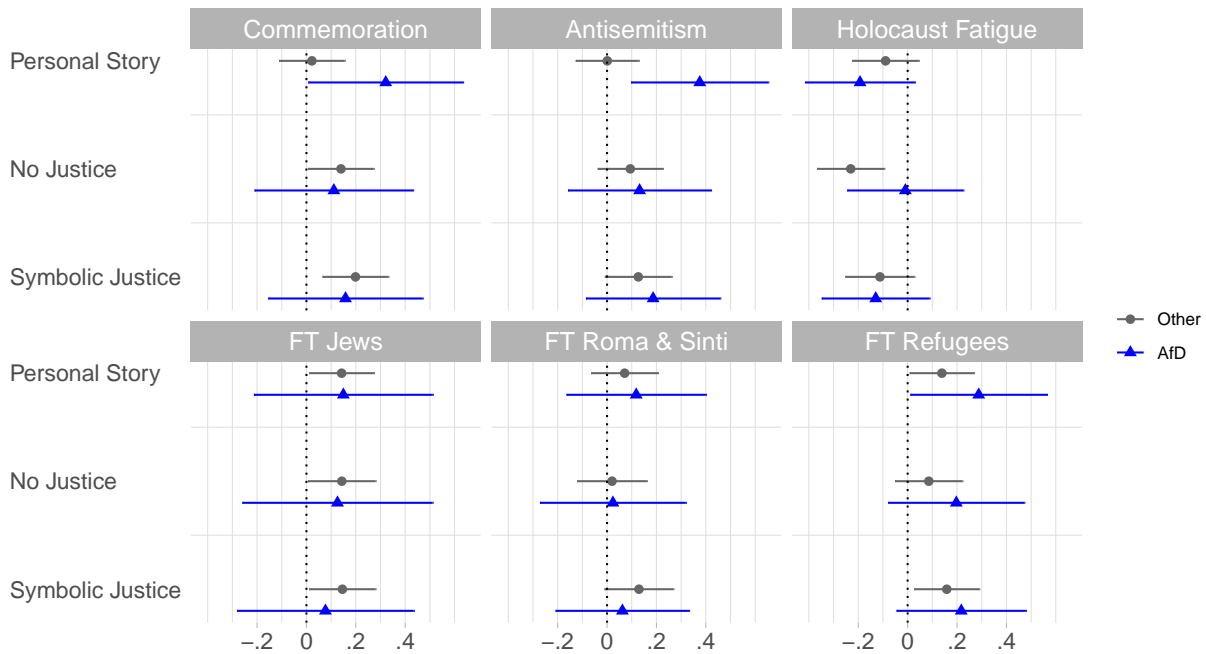 Commemoration Antisemitism Holocaust Fatigue
Personal Story
No Justice
Symbolic Justice
FT Jews FT Roma & Sinti FT Refugees
Personal Story
No Justice
Symbolic Justice
−.2 0 .2 .4 −.2 0 .2 .4 −.2 0 .2 .4
Other
AfD